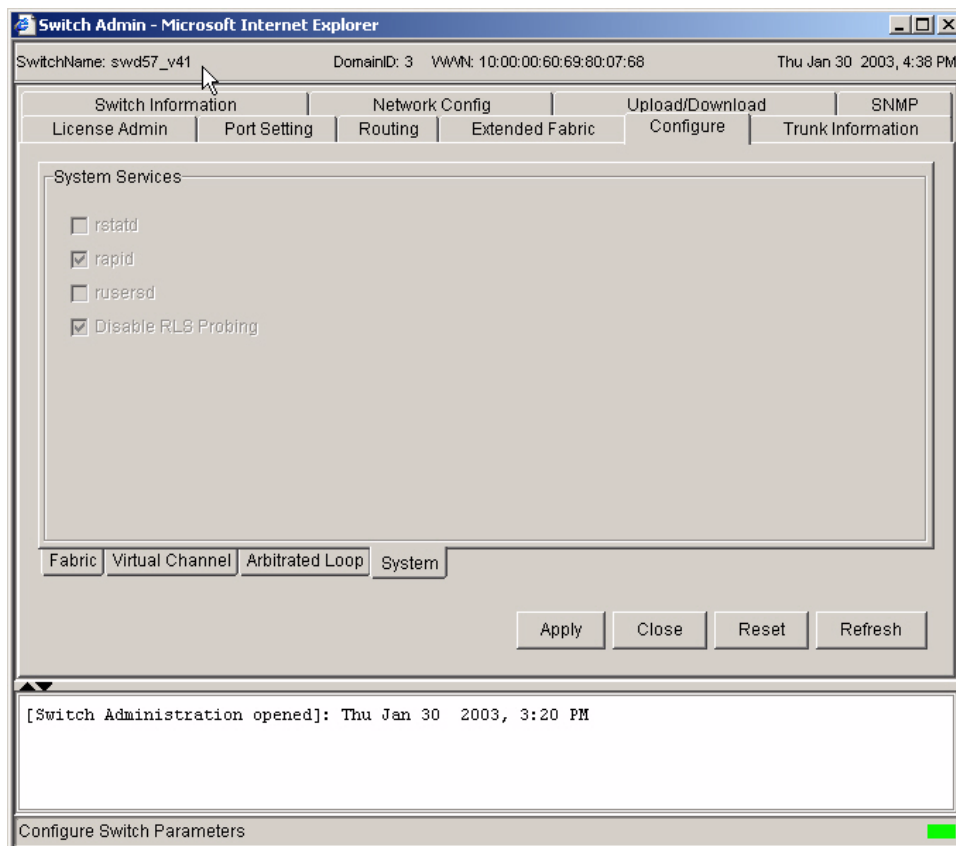 Switch Admin - Microsoft Internet Explorer
SwitchName: swd57_v41 DomainID: 3 WWN: 10:00:00:60:69:80:07:68 Thu Jan 30 2003, 4:38 PM
Switch Information Network Config Upload/Download SNMP
License Admin Port Setting Routing Extended Fabric Configure Trunk Information
System Services
rstatd
rapid
rusersd
Disable RLS Probing
Fabric Virtual Channel Arbitrated Loop System
Apply Close Reset Refresh
[Switch Administration opened]: Thu Jan 30 2003, 3:20 PM
Configure Switch Parameters